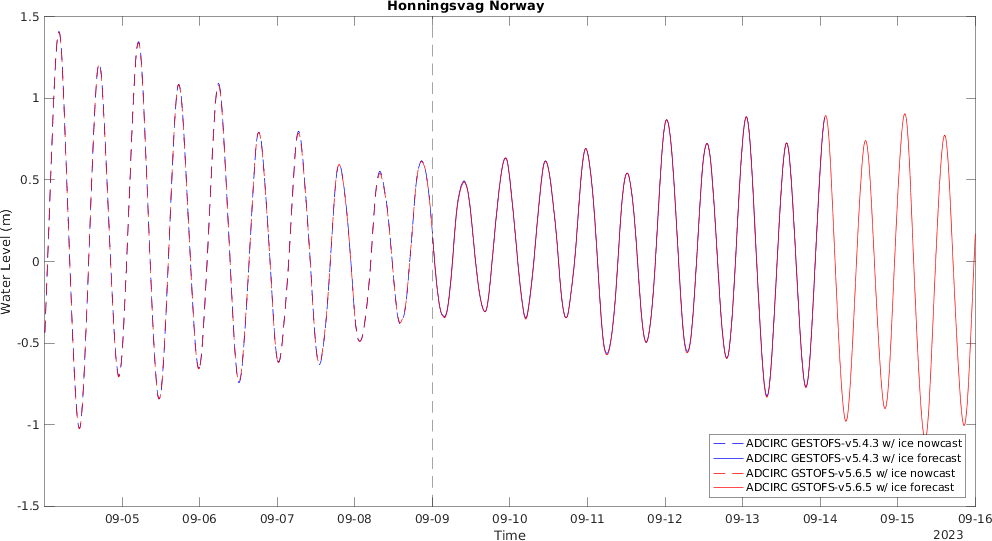 Honningsvag Norway
1.5
1
0.5
0
-0.5
-1
-1.5
Water Level (m)
09-05 09-06 09-07 09-08 09-09 09-10 09-11 09-12 09-13 09-14 09-15 09-16
Time
2023
ADCIRC GESTOFS-v5.4.3 w/ ice nowcast
ADCIRC GESTOFS-v5.4.3 w/ ice forecast
ADCIRC GSTOFS-v5.6.5 w/ ice nowcast
ADCIRC GSTOFS-v5.6.5 w/ ice forecast